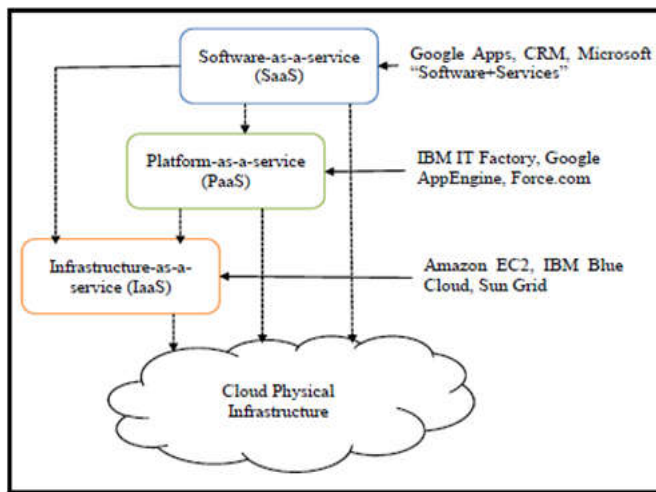 Software-as-a-service
(SaaS)
Google Apps, CRM, Microsoft
“Software+Services”
Platform-as-a-service
(PaaS)
IBM IT Factory, Google
AppEngine, Force.com
Infrastructure-as-a-
service (IaaS)
Amazon EC2, IBM Blue
Cloud, Sun Grid
Cloud Physical
Infrastructure